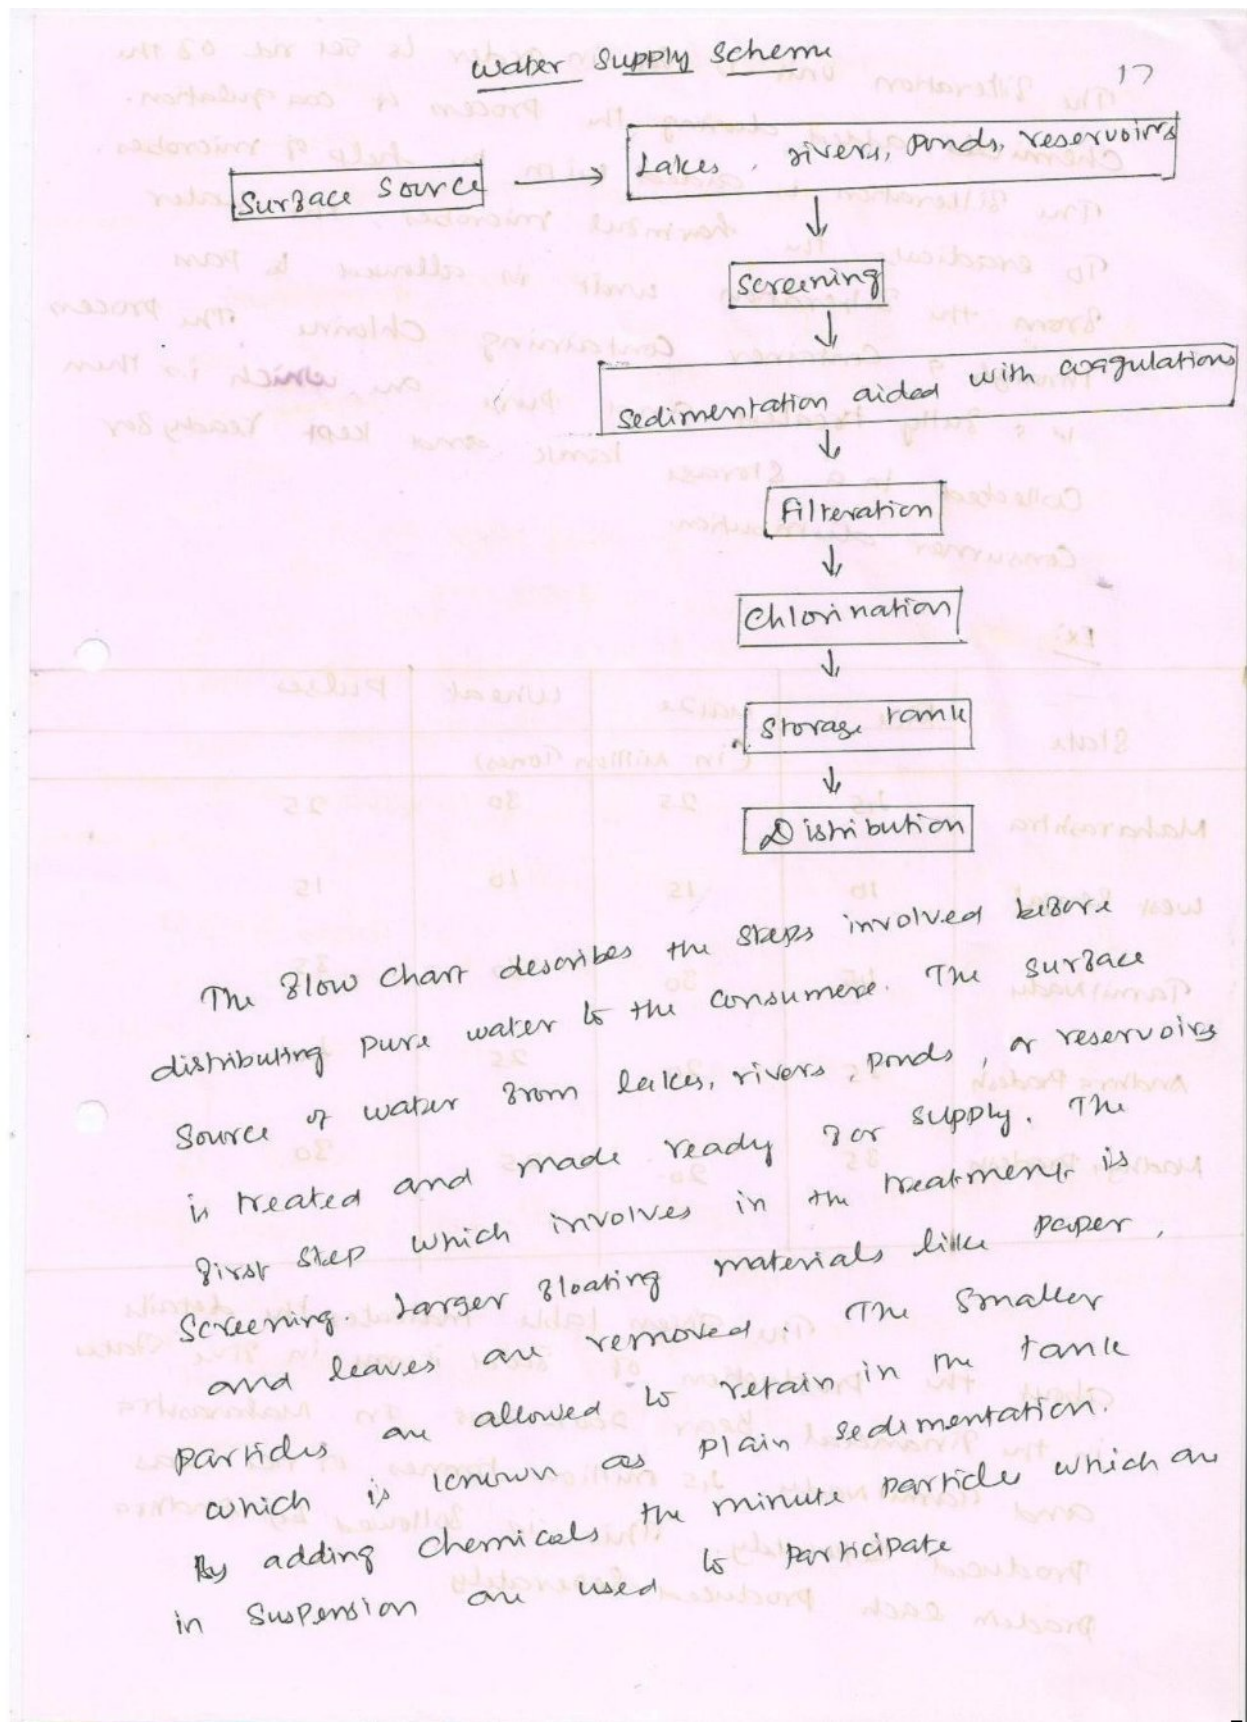 Water Supply Scheme
17
Surface Source
Lakes, rivers, Ponds, reservoirs
Screening
Sedimentation aided with coagulations
Filteration
Chlorination
Storage tank
Distribution
The flow chart describes the steps involved before
distributing pure water to the consumere. The surface
Source of water from lakes, rivers, ponds, or reservoirs
is treated and made ready for supply. The
first step which involves in the treatment is
Screening. Larger floating materials like paper,
and leaves are removed. The smaller
particles are allowed to retain in the tank
which is known as plain sedimentation.
By adding chemicals the minute particles which are
in suspension are used to participate